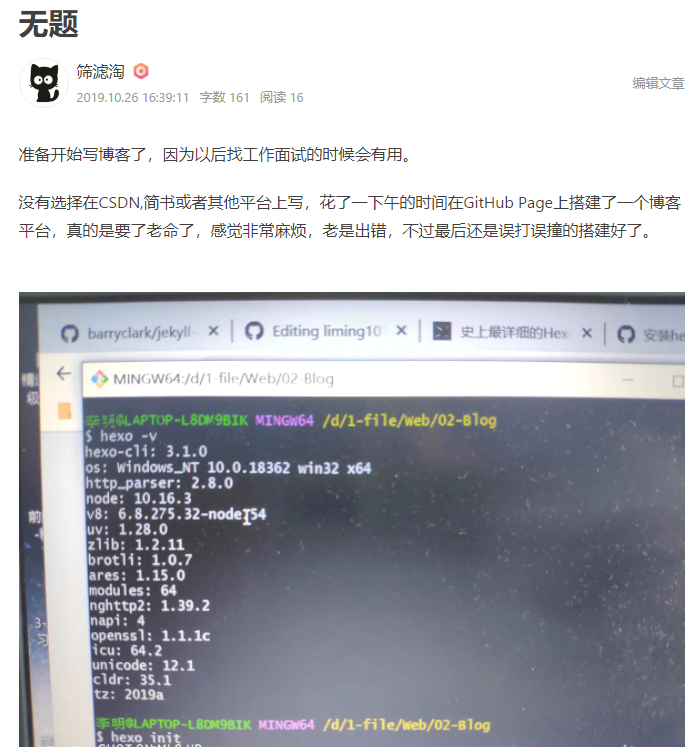 无题
筛滤淘
编辑文章
2019.10.26 16:39:11 字数 161 阅读 16
准备开始写博客了，因为以后找工作面试的时候会有用。
没有选择在CSDN,简书或者其他平台上写，花了一下午的时间在GitHub Page上搭建了一个博客
平台，真的是要了老命了，感觉非常麻烦，老是出错，不过最后还是误打误撞的搭建好了。
barryclark/jekyll- Editing liming10 史上最详细的Hex 安装he
MINGW64:/d/1-file/Web/02-Blog
李明@LAPTOP-L8DM9BIK MINGW64 /d/1-file/Web/02-Blog
$ hexo -v
hexo-cli: 3.1.0
os: Windows_NT 10.0.18362 win32 x64
http_parser: 2.8.0
node: 10.16.3
v8: 6.8.275.32-node.54
uv: 1.28.0
zlib: 1.2.11
brotli: 1.0.7
ares: 1.15.0
modules: 64
nghttp2: 1.39.2
napi: 4
openssl: 1.1.1c
icu: 64.2
unicode: 12.1
cldr: 35.1
tz: 2019a
李明@LAPTOP-L8DM9BIK MINGW64 /d/1-file/Web/02-Blog
$ hexo init